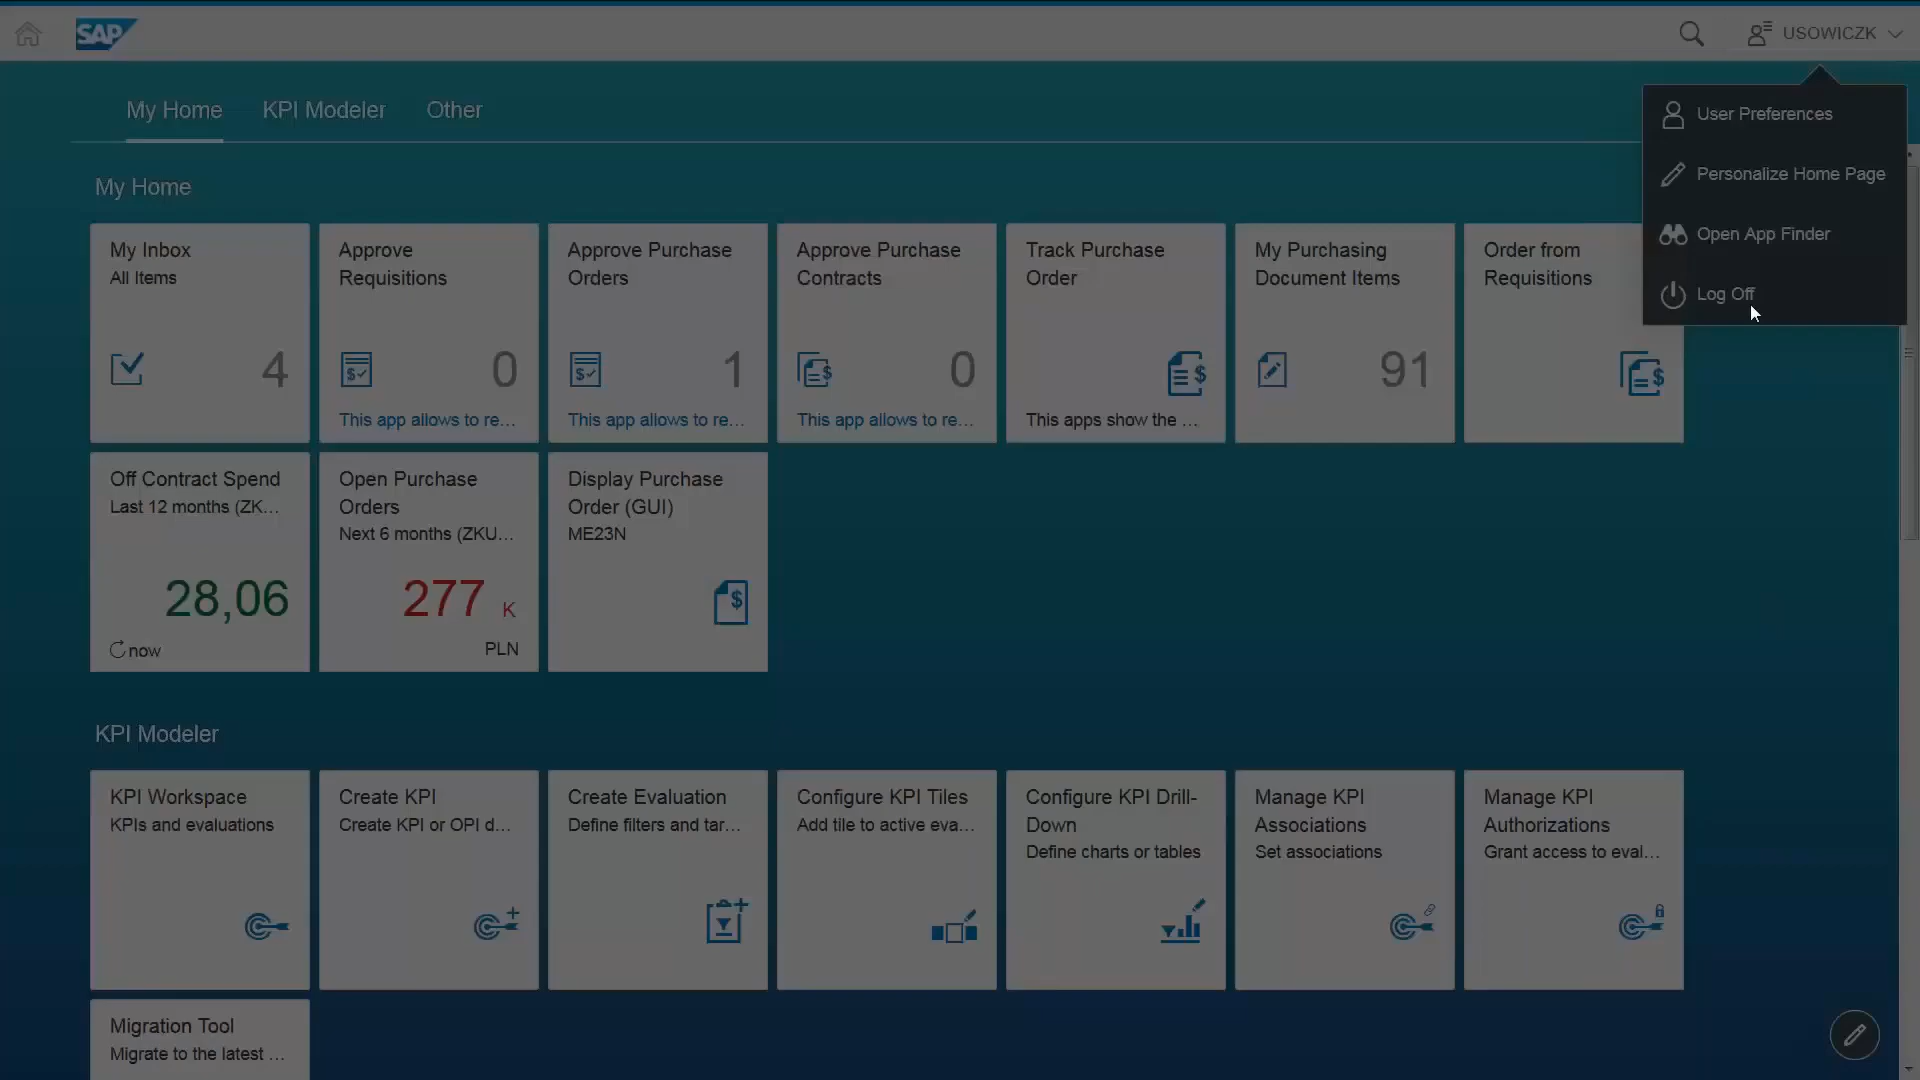 SAP
USOWICZK
My Home
KPI Modeler
Other
User Preferences
Personalize Home Page
Open App Finder
Log Off
My Home
My Inbox
All Items
4
Approve
Requisitions
0
This app allows to re...
Approve Purchase
Orders
1
This app allows to re...
Approve Purchase
Contracts
0
This app allows to re...
Track Purchase
Order
This apps show the ...
My Purchasing
Document Items
91
Order from
Requisitions
Off Contract Spend
Last 12 months (ZK...
28,06
now
Open Purchase
Orders
Next 6 months (ZKU...
277 K
PLN
Display Purchase
Order (GUI)
ME23N
KPI Modeler
KPI Workspace
KPIs and evaluations
Create KPI
Create KPI or OPI d...
Create Evaluation
Define filters and tar...
Configure KPI Tiles
Add tile to active eva...
Configure KPI Drill-
Down
Define charts or tables
Manage KPI
Associations
Set associations
Manage KPI
Authorizations
Grant access to eval...
Migration Tool
Migrate to the latest ...